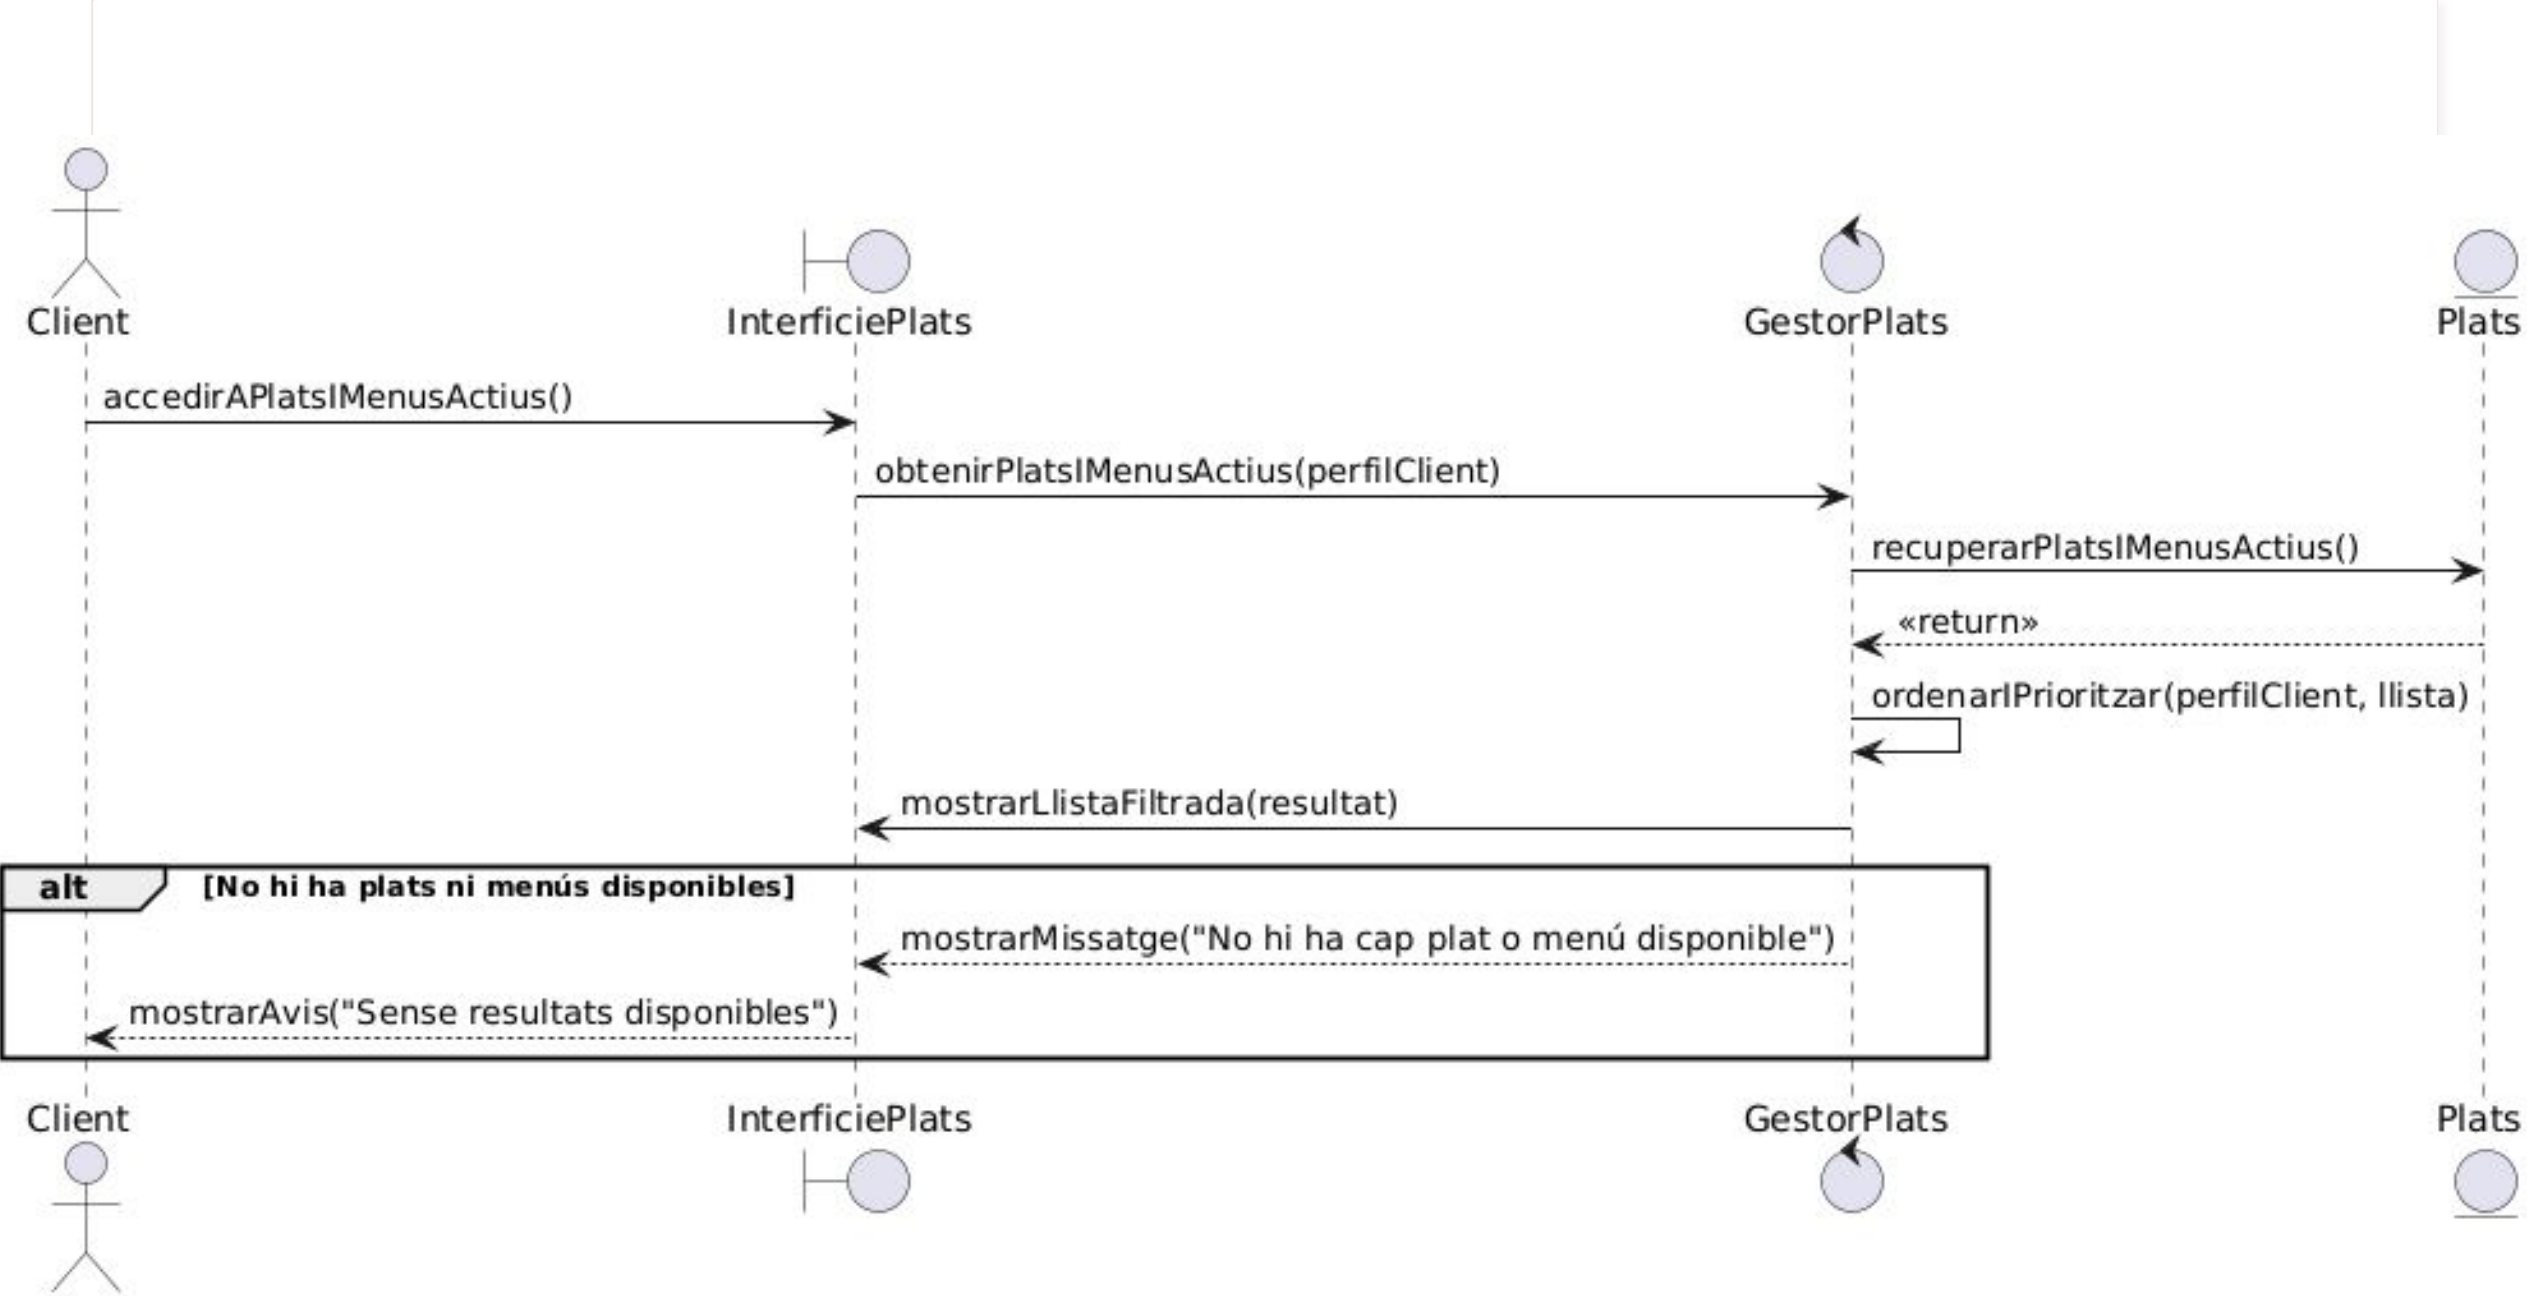 Client
InterficiePlats
GestorPlats
Plats
accedirAPlatsIMenusActius()
obtenirPlatsIMenusActius(perfilClient)
recuperarPlatsIMenusActius()
«return»
ordenarIPrioritzar(perfilClient, llista)
mostrarLlistaFiltrada(resultat)
alt [No hi ha plats ni menús disponibles]
mostrarMissatge("No hi ha cap plat o menú disponible")
mostrarAvis("Sense resultats disponibles")
Client
InterficiePlats
GestorPlats
Plats